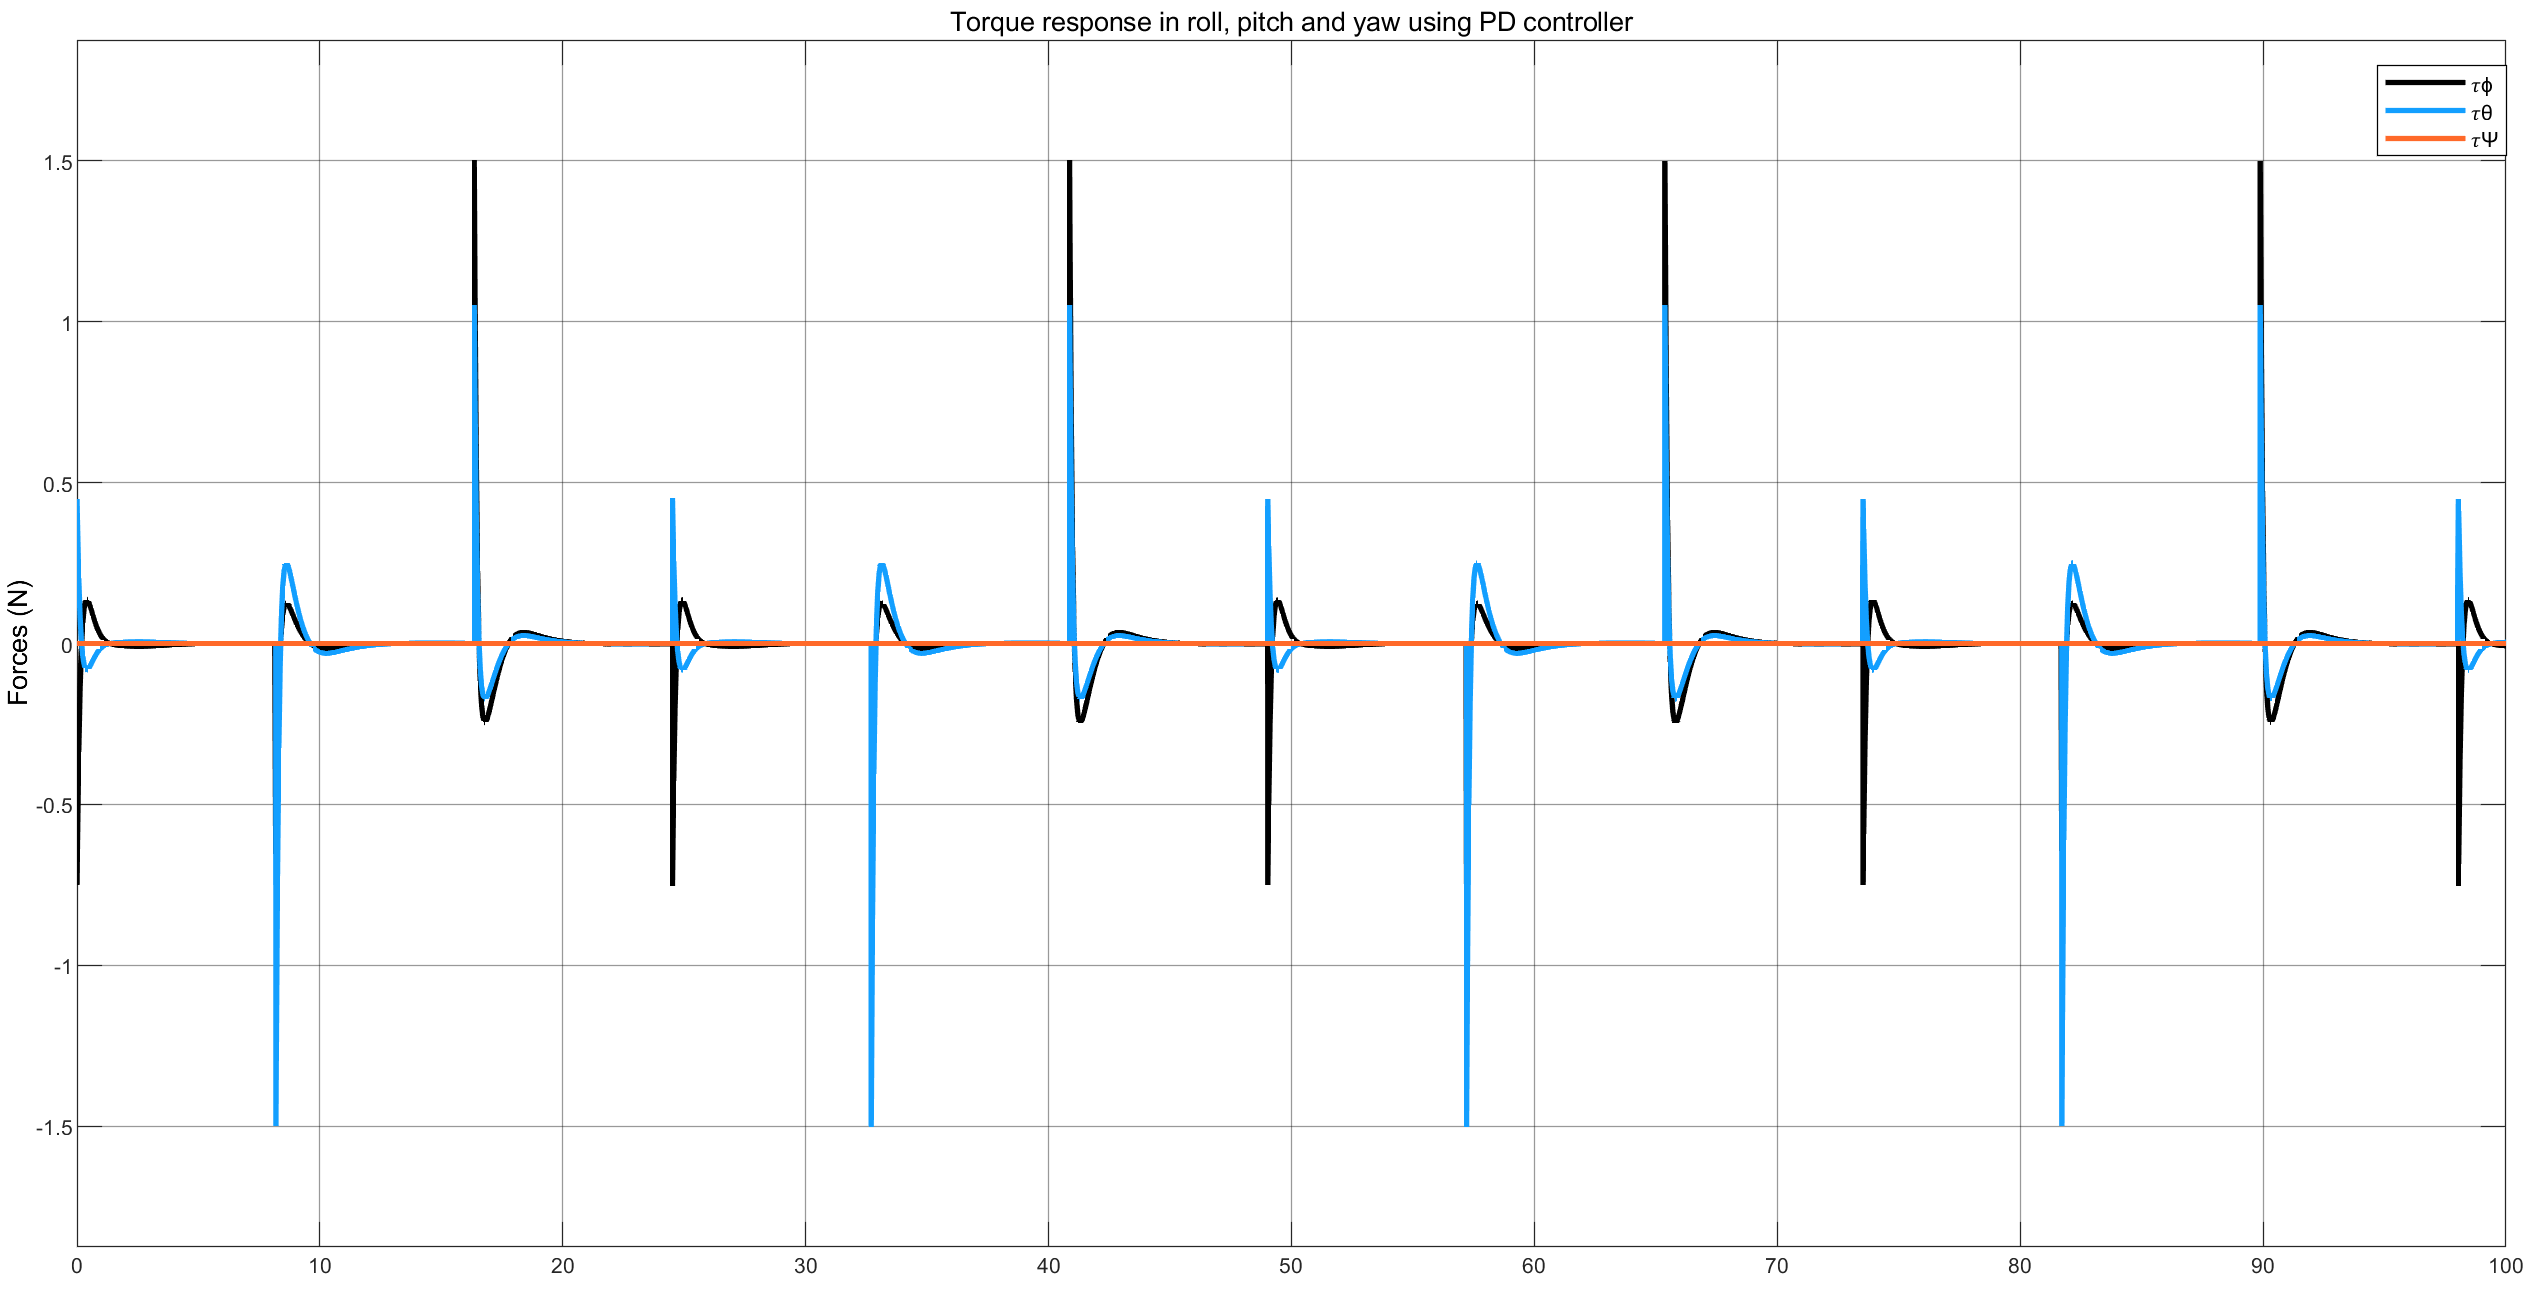 Torque response in roll, pitch and yaw using PD controller
τϕ
τθ
τΨ
Forces (N)
1.5
1
0.5
0
-0.5
-1
-1.5
0 10 20 30 40 50 60 70 80 90 100